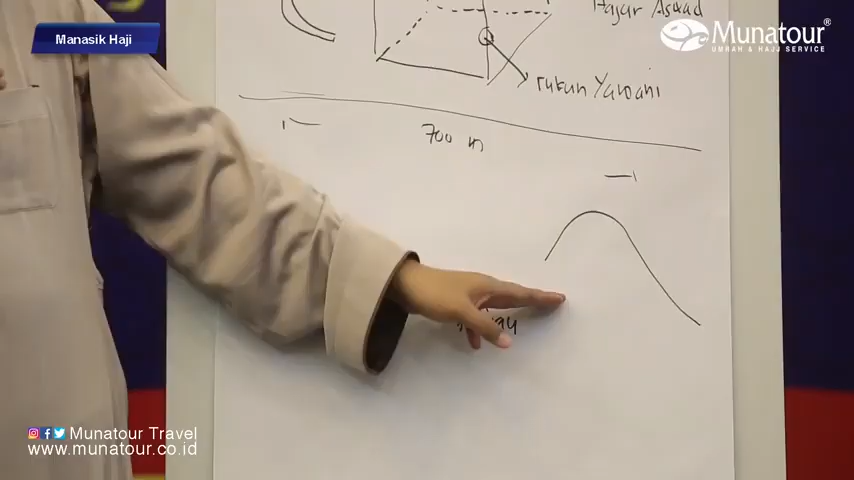 Manasik Haji
Munatour®
UMRAH & HAJJ SERVICE
Hajar Aswad
rukun Yamani
700 m
Munatour Travel
www.munatour.co.id